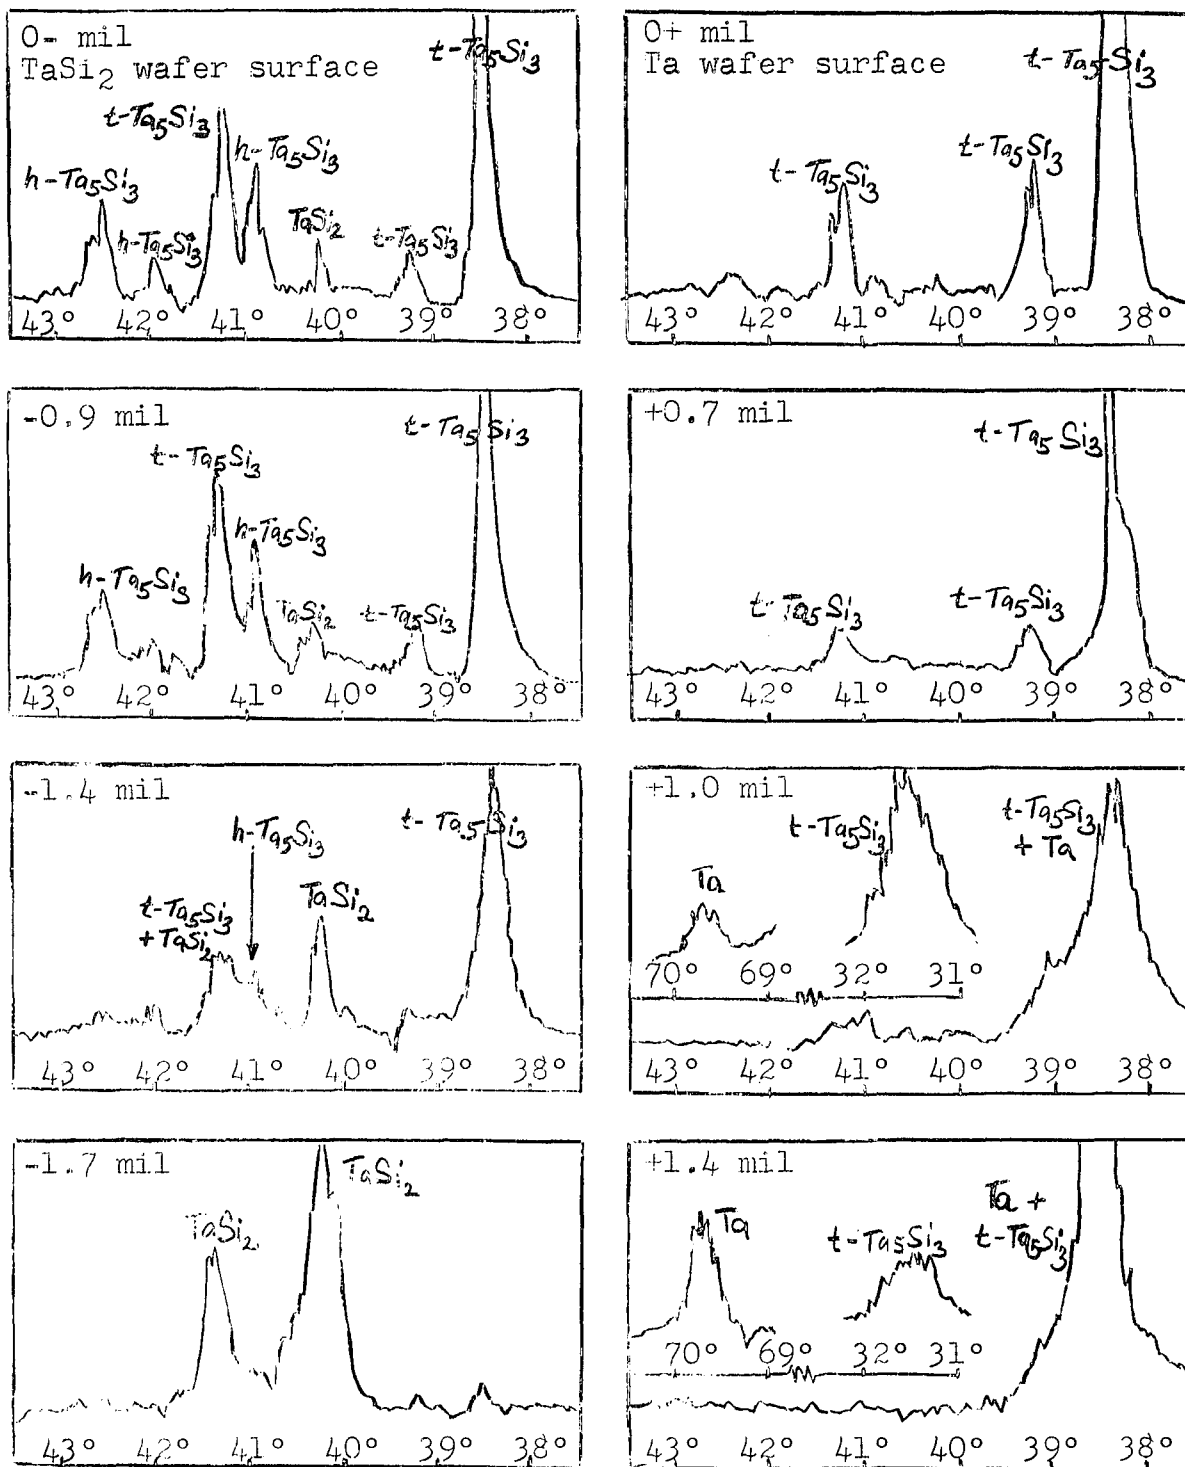 O- mil
TaSi2 wafer surface
t-Ta5Si3
t-Ta5Si3
h-Ta5Si3
h-Ta5Si3
h-Ta5Si3
TaSi2
t-Ta5Si3
43° 42° 41° 40° 39° 38°
O+ mil
Ta wafer surface
t-Ta5Si3
t-Ta5Si3
t-Ta5Si3
43° 42° 41° 40° 39° 38°
-0.9 mil
t-Ta5Si3
t-Ta5Si3
h-Ta5Si3
h-Ta5Si3
TaSi2
t-Ta5Si3
43° 42° 41° 40° 39° 38°
+0.7 mil
t-Ta5Si3
t-Ta5Si3
t-Ta5Si3
43° 42° 41° 40° 39° 38°
-1.4 mil
t-Ta5Si3
h-Ta5Si3
t-Ta5Si3
+ TaSi2
TaSi2
43° 42° 41° 40° 39° 38°
+1.0 mil
t-Ta5Si3
t-Ta5Si3
+ Ta
Ta
70° 69° 32° 31°
43° 42° 41° 40° 39° 38°
-1.7 mil
TaSi2
TaSi2
43° 42° 41° 40° 39° 38°
+1.4 mil
Ta
t-Ta5Si3
Ta +
t-Ta5Si3
70° 69° 32° 31°
43° 42° 41° 40° 39° 38°